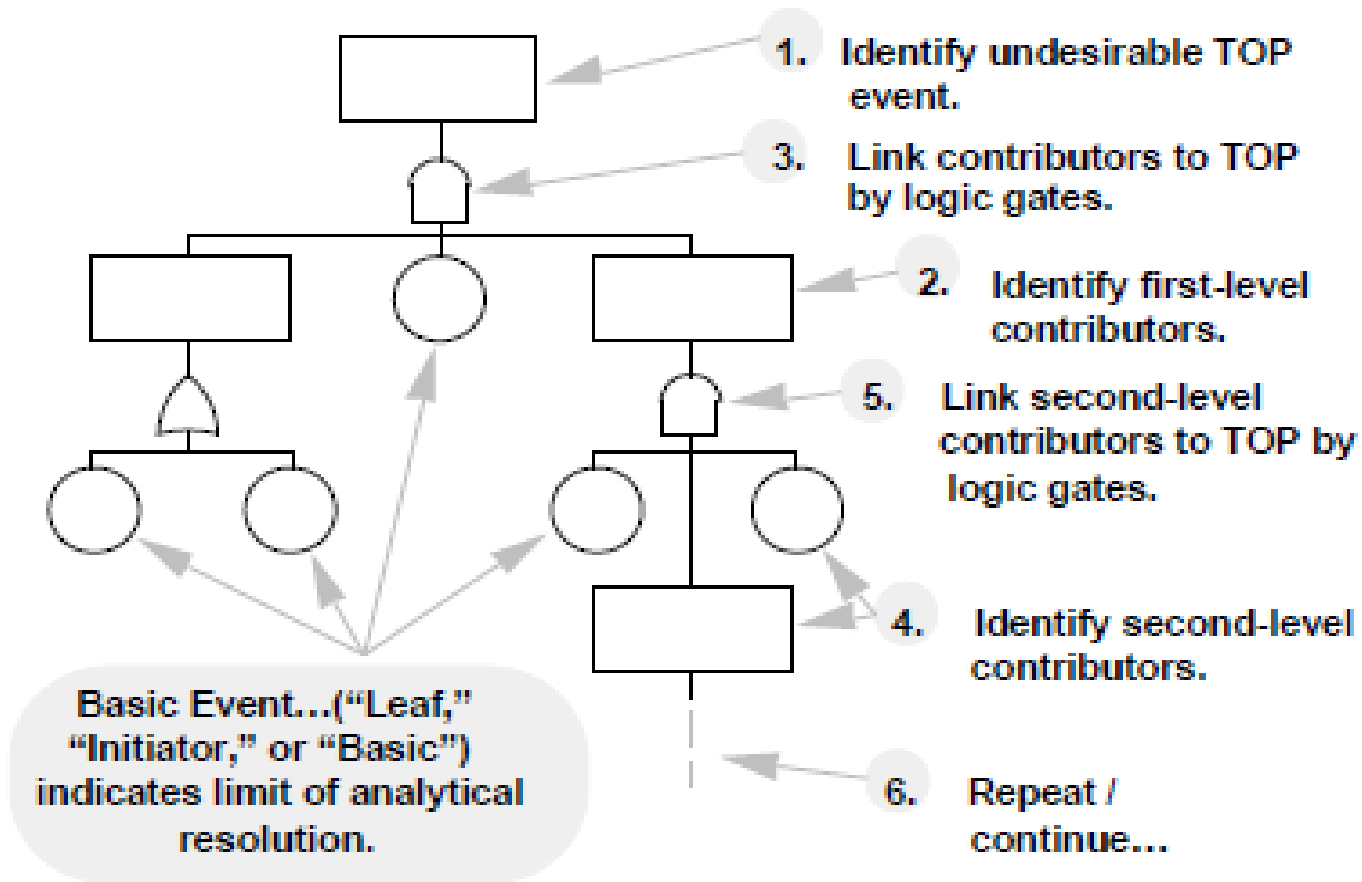 1. Identify undesirable TOP
event.
3. Link contributors to TOP
by logic gates.
2. Identify first-level
contributors.
5. Link second-level
contributors to TOP by
logic gates.
4. Identify second-level
contributors.
Basic Event...(“Leaf,”
“Initiator,” or “Basic”)
indicates limit of analytical
resolution.
6. Repeat /
continue...